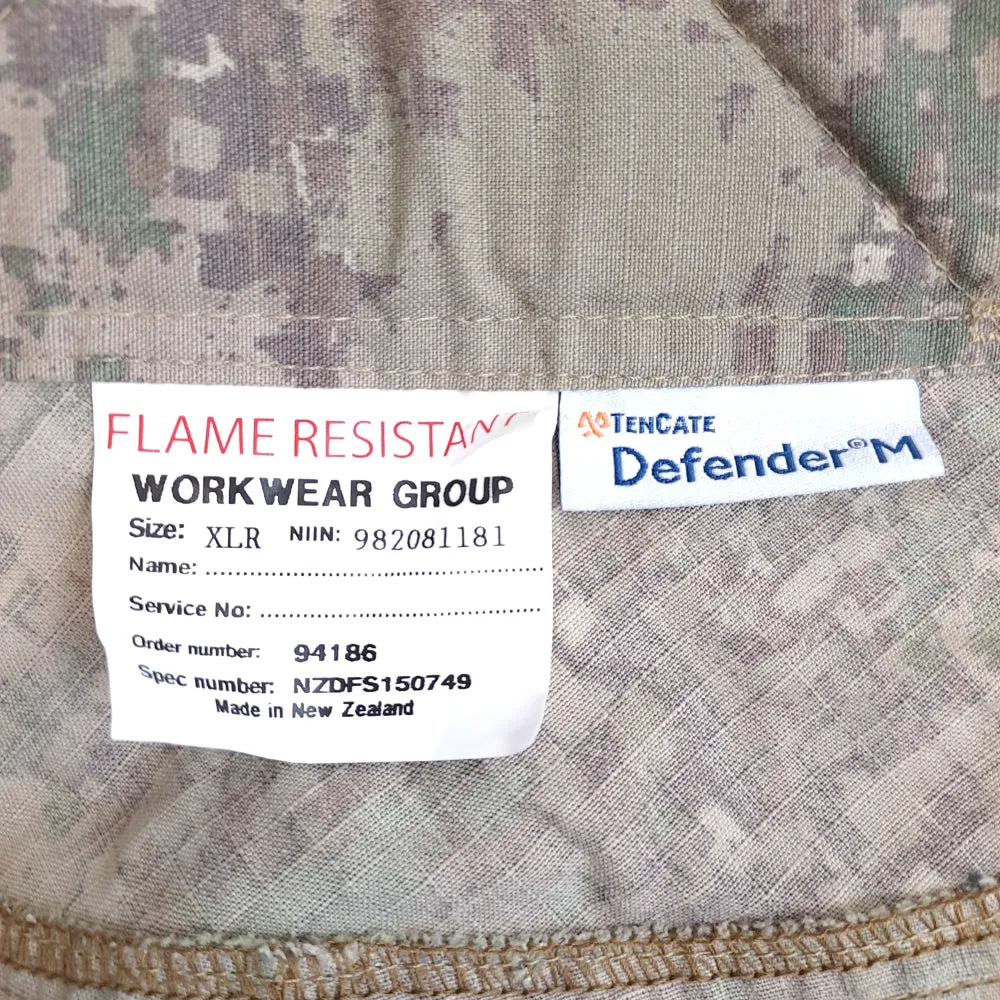 FLAME RESISTANT
WORKWEAR GROUP
Size: XLR NIIN: 982081181
Name: ................................................
Service No: ........................................
Order number: 94186
Spec number: NZDFS150749
Made in New Zealand
TENCATE
Defender®M